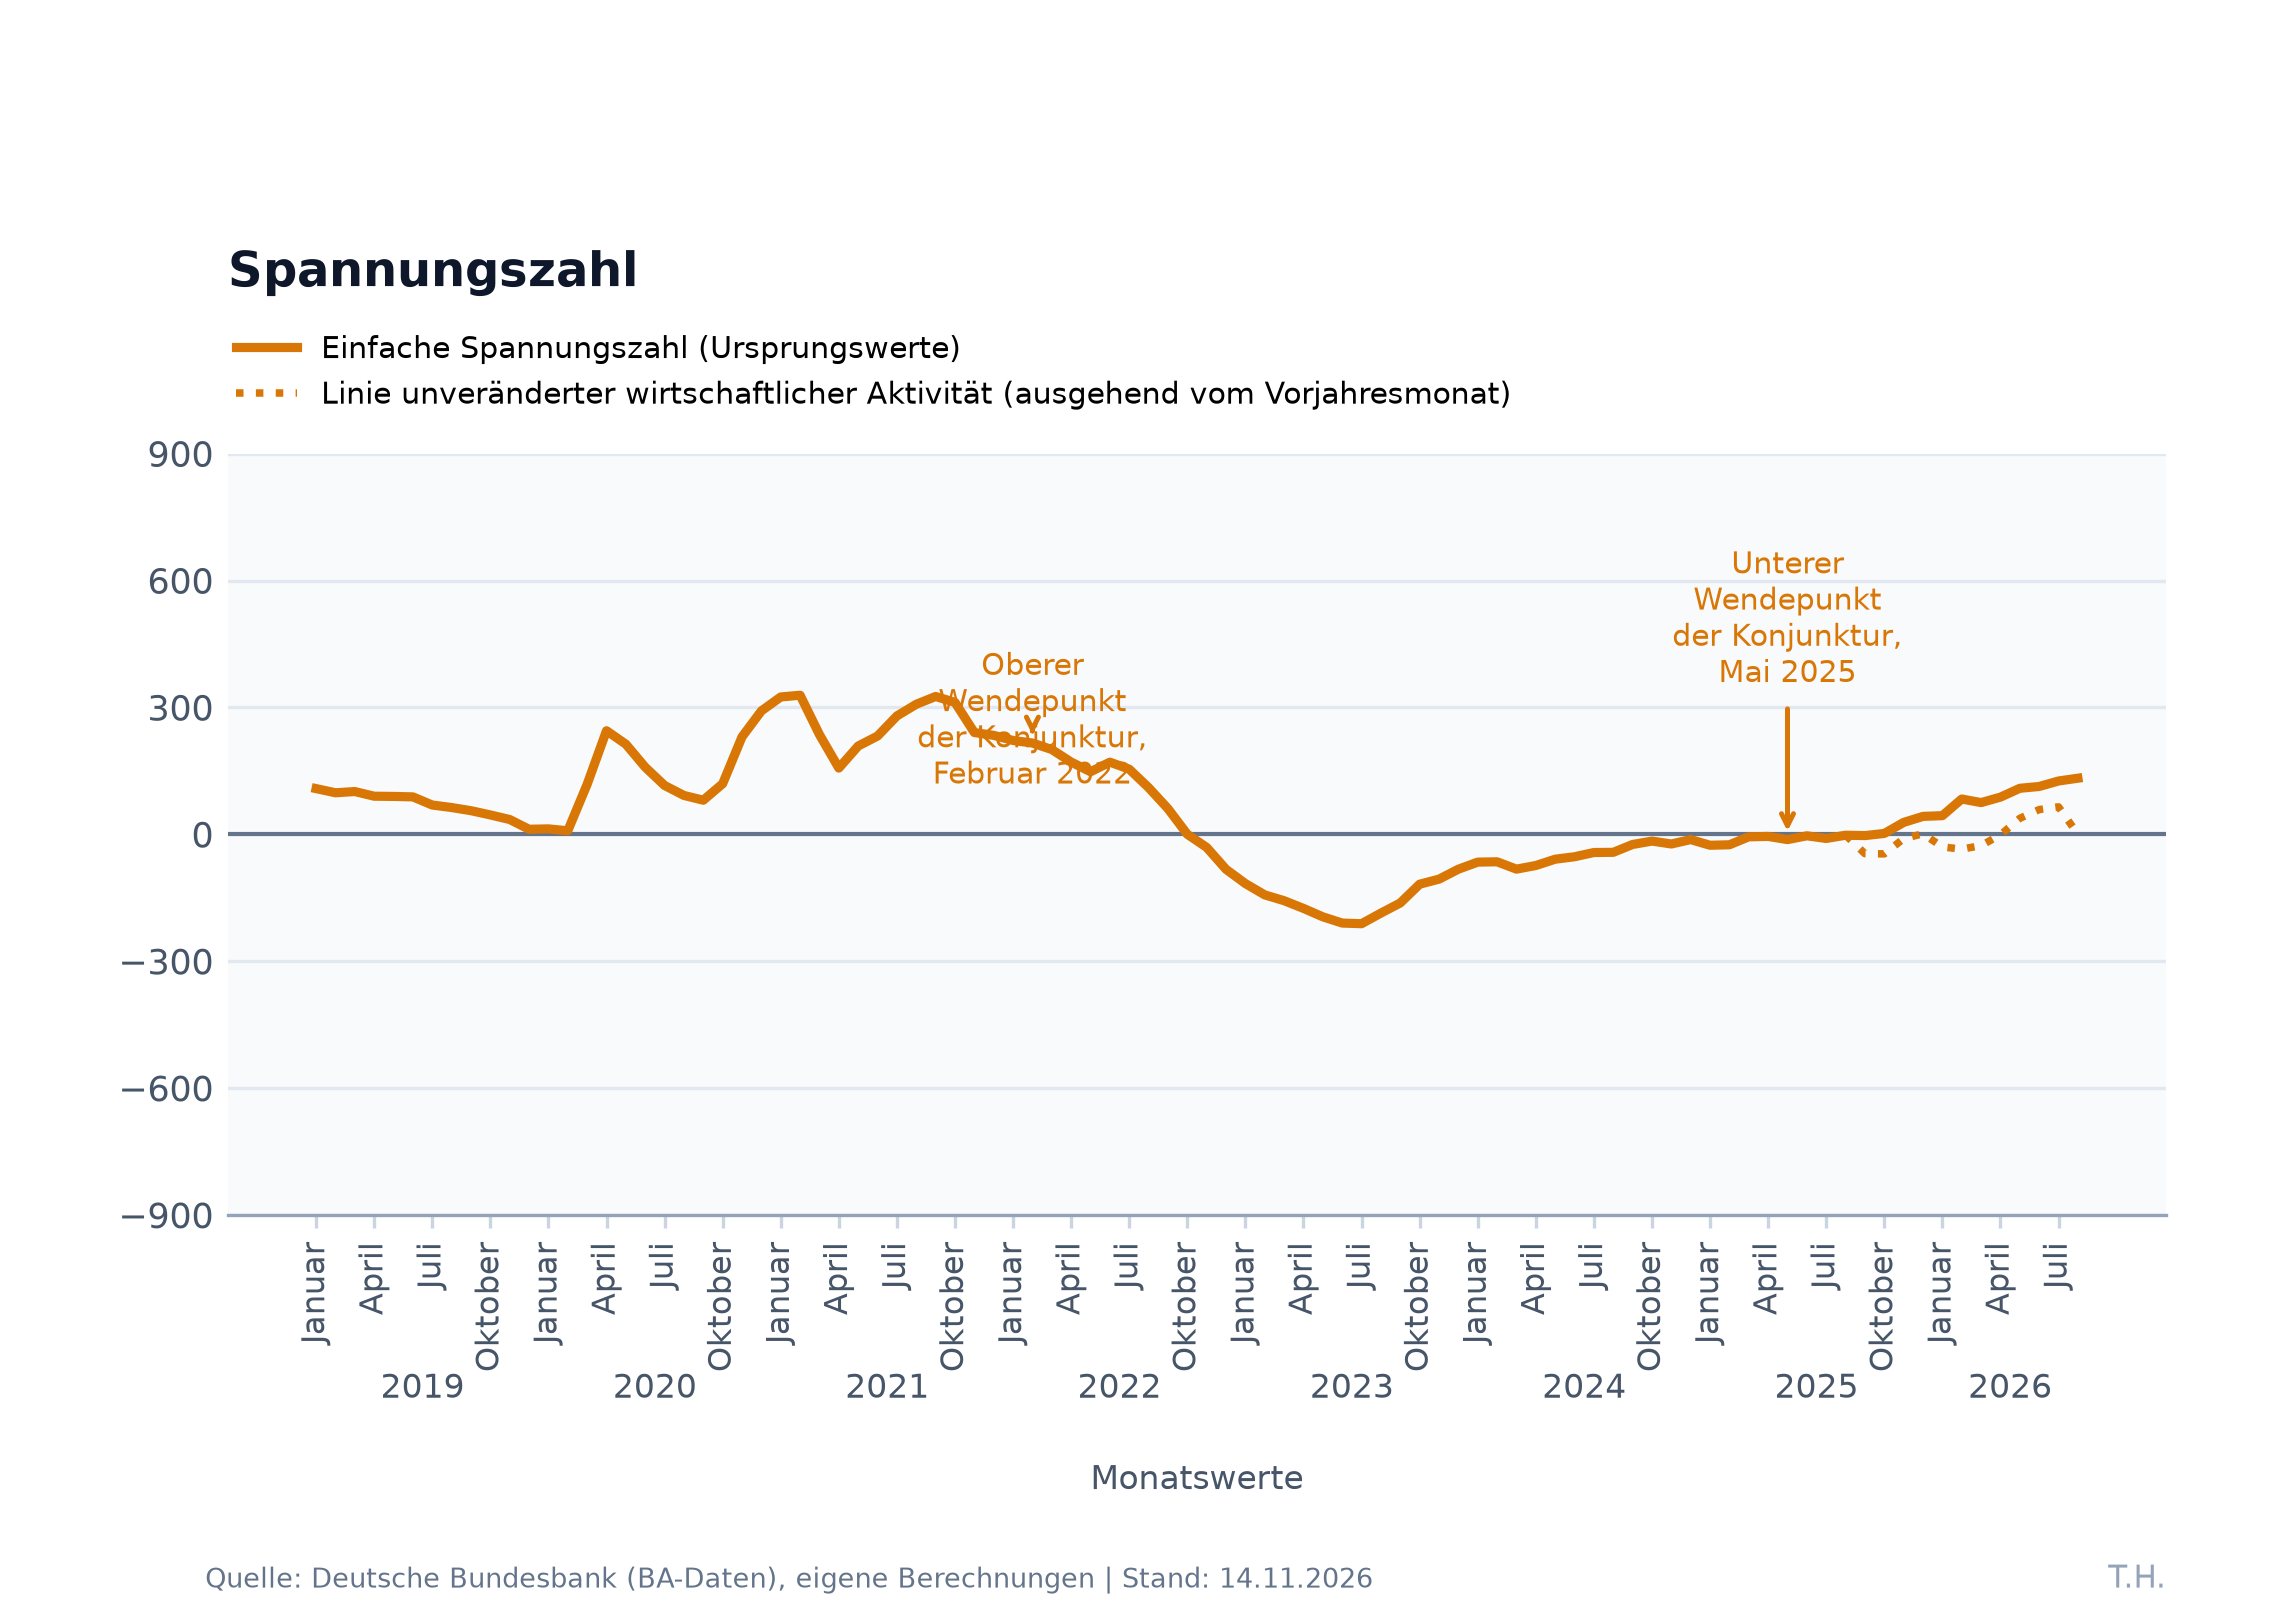 Spannungszahl
Einfache Spannungszahl (Ursprungswerte)
Linie unveränderter wirtschaftlicher Aktivität (ausgehend vom Vorjahresmonat)
900
600
300
0
−300
−600
−900
Oberer
Wendepunkt
der Konjunktur,
Februar 2022
Unterer
Wendepunkt
der Konjunktur,
Mai 2025
Januar
April
Juli
Oktober
Januar
April
Juli
Oktober
Januar
April
Juli
Oktober
Januar
April
Juli
Oktober
Januar
April
Juli
Oktober
Januar
April
Juli
Oktober
Januar
April
Juli
Oktober
Januar
April
Juli
2019 2020 2021 2022 2023 2024 2025 2026
Monatswerte
Quelle: Deutsche Bundesbank (BA-Daten), eigene Berechnungen | Stand: 14.11.2026
T.H.